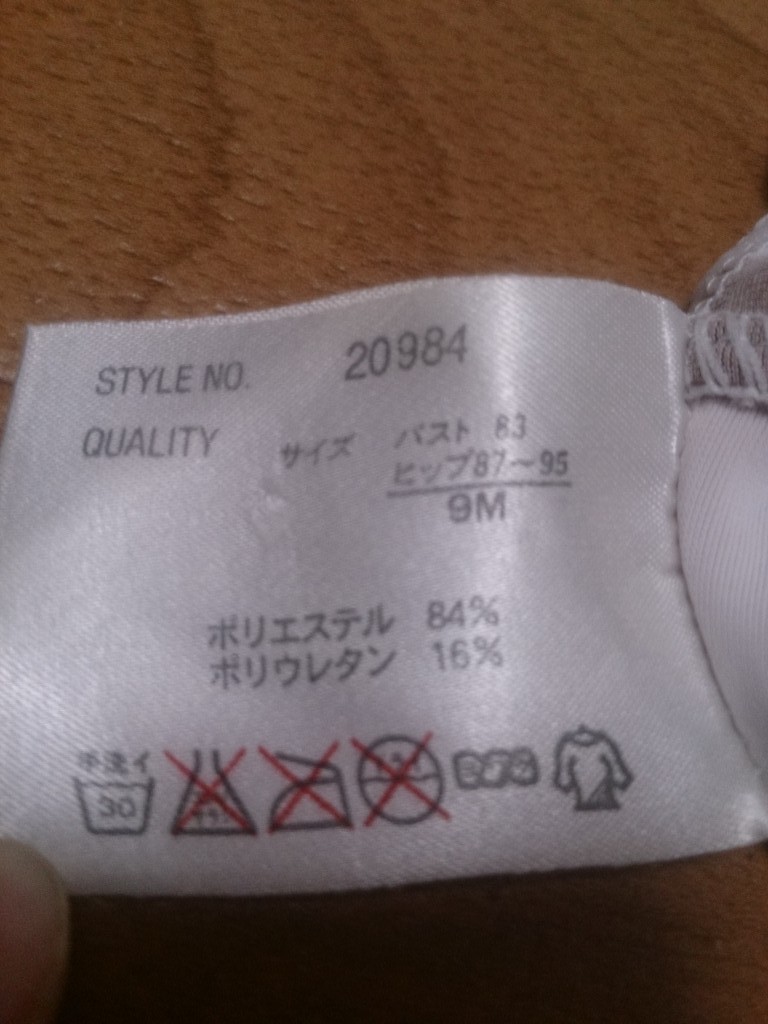 STYLE NO. 20984
QUALITY サイズ バスト 83
ヒップ87〜95
9M
ポリエステル 84%
ポリウレタン 16%
手洗イ
30